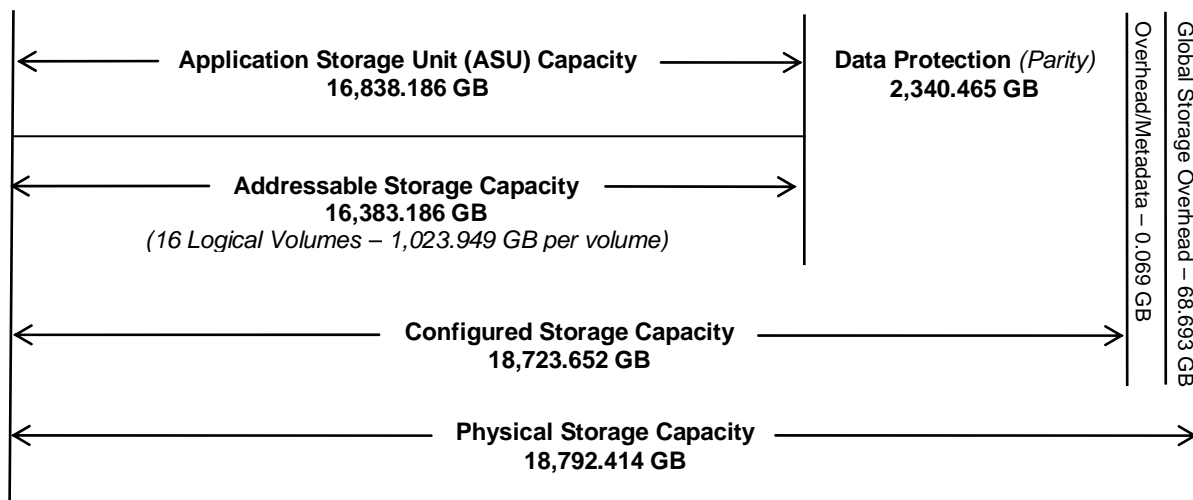 Application Storage Unit (ASU) Capacity
16,838.186 GB
Data Protection (Parity)
2,340.465 GB
Overhead/Metadata – 0.069 GB
Global Storage Overhead – 68.693 GB
Addressable Storage Capacity
16,383.186 GB
(16 Logical Volumes – 1,023.949 GB per volume)
Configured Storage Capacity
18,723.652 GB
Physical Storage Capacity
18,792.414 GB